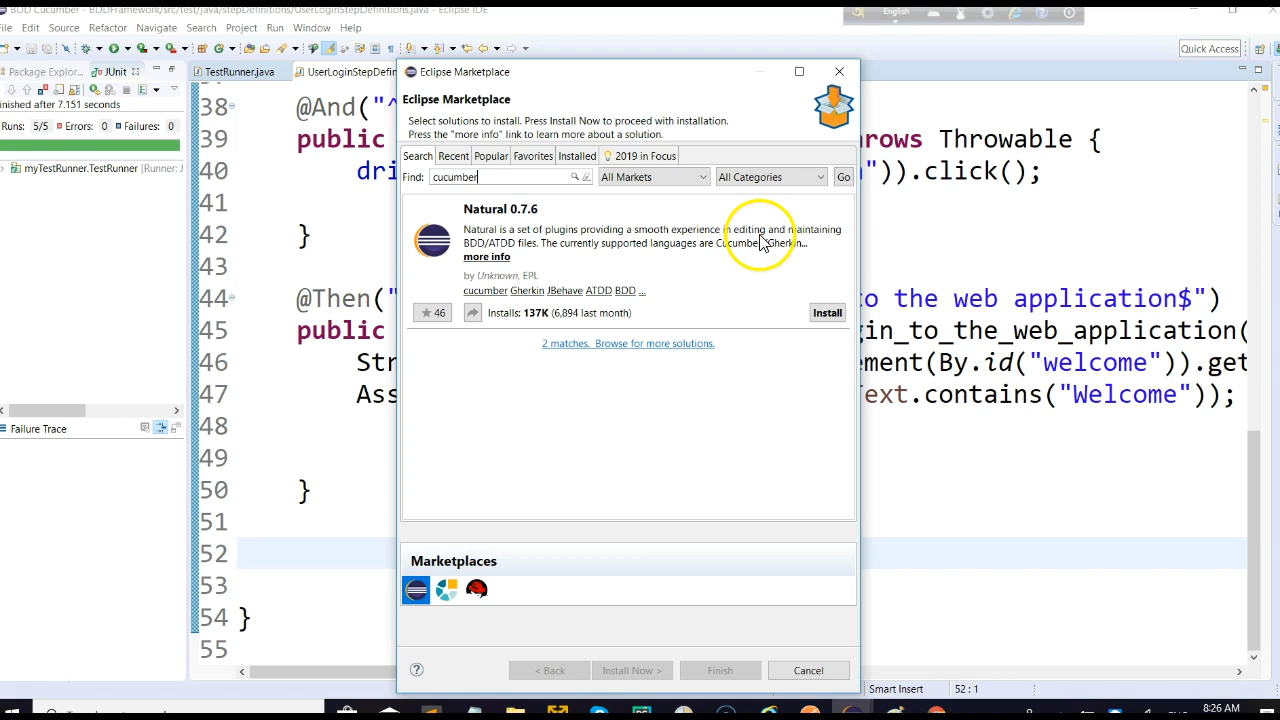 BDD Cucumber - BDDFramework/src/test/java/stepDefinitions/UserLoginStepDefinitions.java - Eclipse IDE
English
File Edit Source Refactor Navigate Search Project Run Window Help
Quick Access
Package Explor... JUnit
TestRunner.java
UserLoginStepDefin
inished after 7.151 seconds
Runs: 5/5 Errors: 0 Failures: 0
myTestRunner.TestRunner [Runner: J
Failure Trace
38 @And("^
39 public rows Throwable {
40 dri n")).click();
41
42 }
43
44 @Then(" to the web application$")
45 public gin_to_the_web_application(
46 Str ement(By.id("welcome")).get
47 Ass Text.contains("Welcome"));
48
49
50 }
51
52
53
54 }
55
Eclipse Marketplace
Eclipse Marketplace
Select solutions to install. Press Install Now to proceed with installation.
Press the "more info" link to learn more about a solution.
Search Recent Popular Favorites Installed 2019 in Focus
Find: cucumber All Markets All Categories Go
Natural 0.7.6
Natural is a set of plugins providing a smooth experience in editing and maintaining
BDD/ATDD files. The currently supported languages are Cucumber Gherkin...
more info
by Unknown, EPL
cucumber Gherkin JBehave ATDD BDD ...
46 Installs: 137K (6,894 last month) Install
2 matches. Browse for more solutions.
Marketplaces
? < Back Install Now > Finish Cancel
Smart Insert 52 : 1
8:26 AM